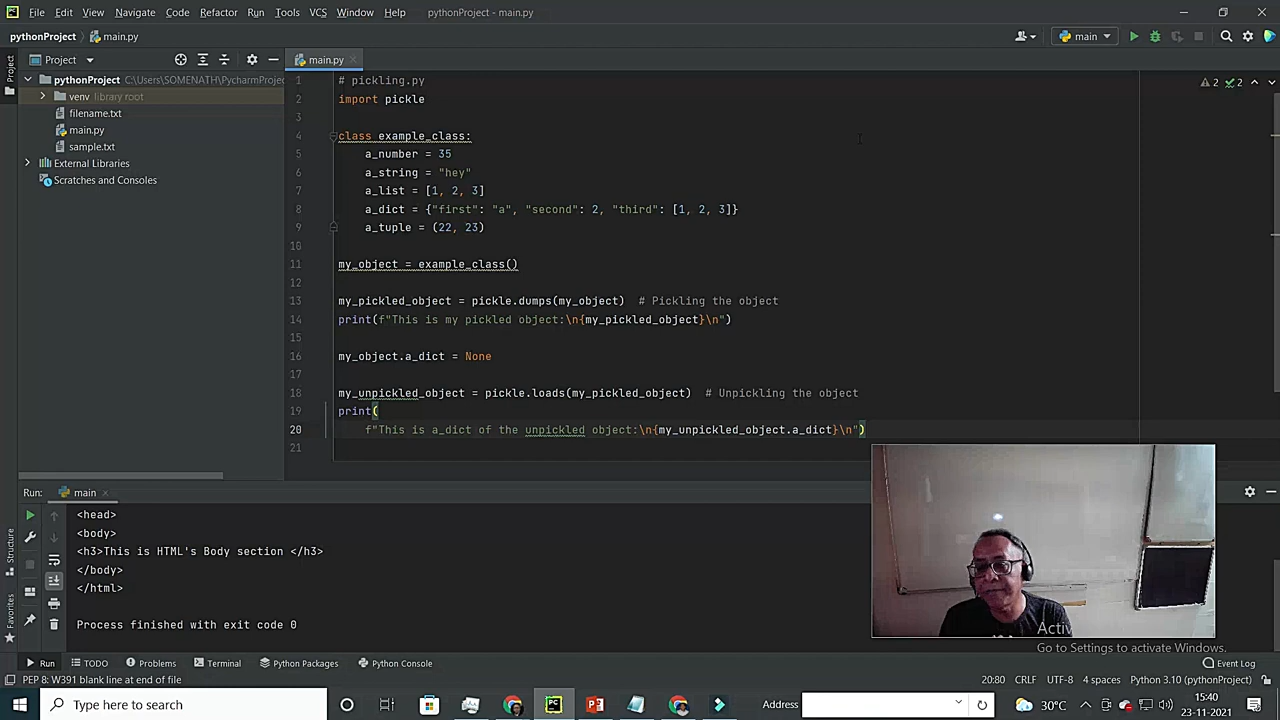 File Edit View Navigate Code Refactor Run Tools VCS Window Help pythonProject - main.py
pythonProject main.py
main
Project
main.py
pythonProject C:\Users\SOMENATH\PycharmProje
venv library root
filename.txt
main.py
sample.txt
External Libraries
Scratches and Consoles
Project
Structure
Favorites
2 2
1 # pickling.py
2 import pickle
3
4 class example_class:
5 a_number = 35
6 a_string = "hey"
7 a_list = [1, 2, 3]
8 a_dict = {"first": "a", "second": 2, "third": [1, 2, 3]}
9 a_tuple = (22, 23)
10
11 my_object = example_class()
12
13 my_pickled_object = pickle.dumps(my_object) # Pickling the object
14 print(f"This is my pickled object:\n{my_pickled_object}\n")
15
16 my_object.a_dict = None
17
18 my_unpickled_object = pickle.loads(my_pickled_object) # Unpickling the object
19 print(
20 f"This is a_dict of the unpickled object:\n{my_unpickled_object.a_dict}\n")
21
Run: main
<head>
<body>
<h3>This is HTML's Body section </h3>
</body>
</html>
Process finished with exit code 0
Activ
Go to Settings to activate Windows.
Run TODO Problems Terminal Python Packages Python Console Event Log
PEP 8: W391 blank line at end of file 20:80 CRLF UTF-8 4 spaces Python 3.10 (pythonProject)
Type here to search
Address
30°C
15:40
23-11-2021